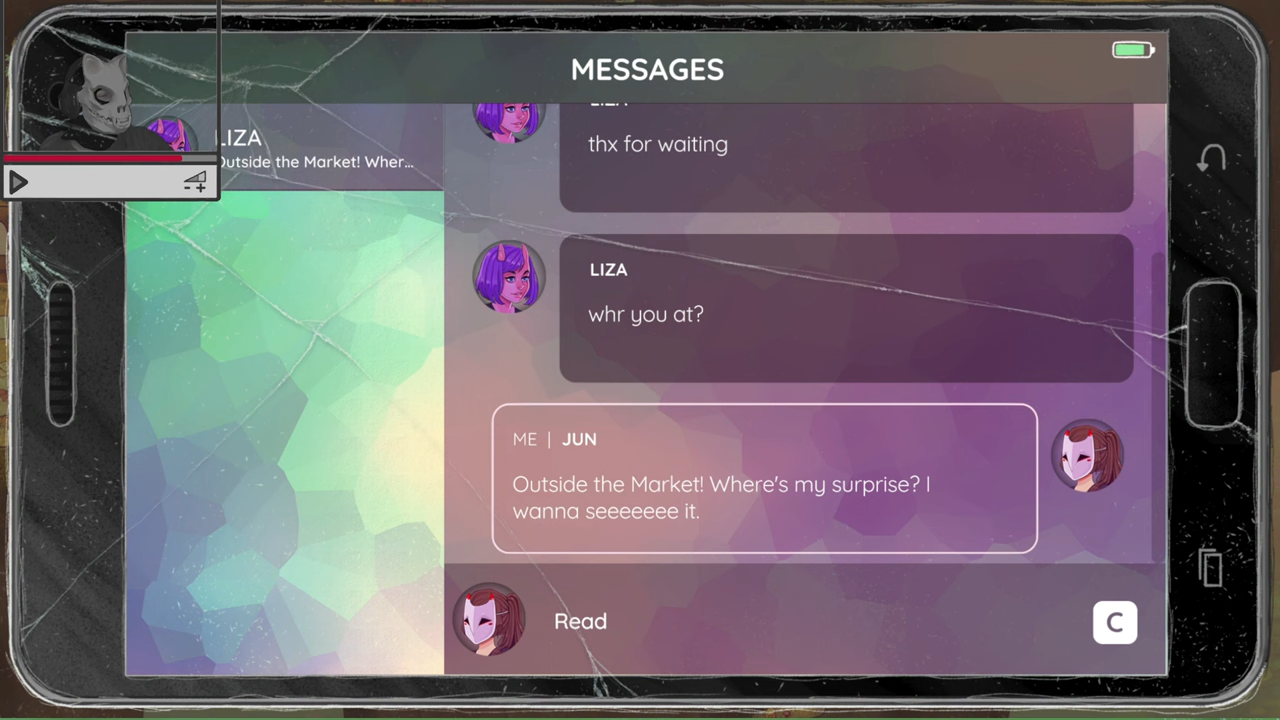 MESSAGES
LIZA
Outside the Market! Wher...
LIZA
thx for waiting
LIZA
whr you at?
ME | JUN
Outside the Market! Where's my surprise? I
wanna seeeeeee it.
Read
C